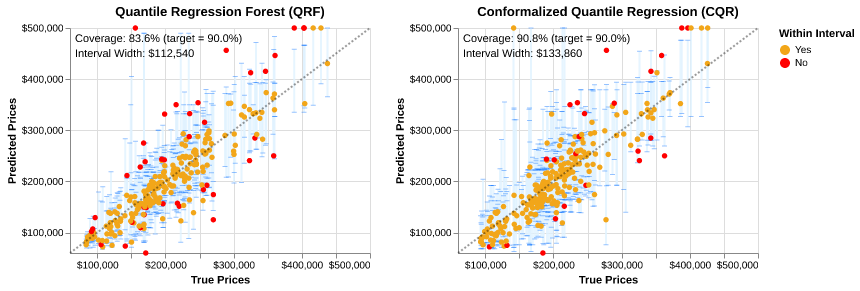 Quantile Regression Forest (QRF)
Coverage: 83.6% (target = 90.0%)
Interval Width: $112,540
$500,000
$400,000
$300,000
$200,000
$100,000
Predicted Prices
$100,000
$200,000
$300,000
$400,000
$500,000
True Prices
Conformalized Quantile Regression (CQR)
Coverage: 90.8% (target = 90.0%)
Interval Width: $133,860
$500,000
$400,000
$300,000
$200,000
$100,000
Predicted Prices
$100,000
$200,000
$300,000
$400,000
$500,000
True Prices
Within Interval
Yes
No